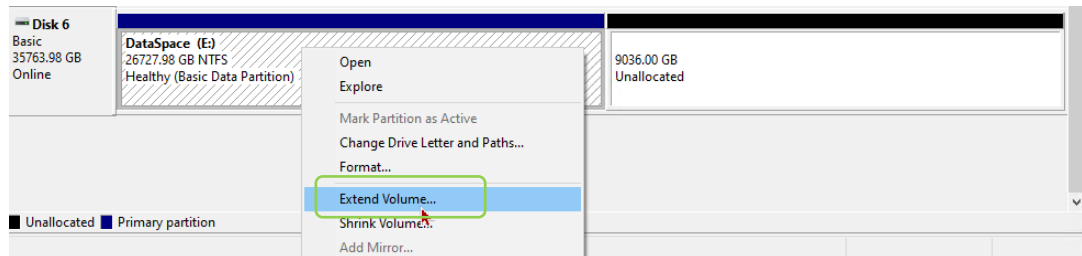 Disk 6
Basic
35763.98 GB
Online
DataSpace (E:)
26727.98 GB NTFS
Healthy (Basic Data Partition)
9036.00 GB
Unallocated
Open
Explore
Mark Partition as Active
Change Drive Letter and Paths...
Format...
Extend Volume...
Shrink Volume...
Add Mirror...
Unallocated Primary partition